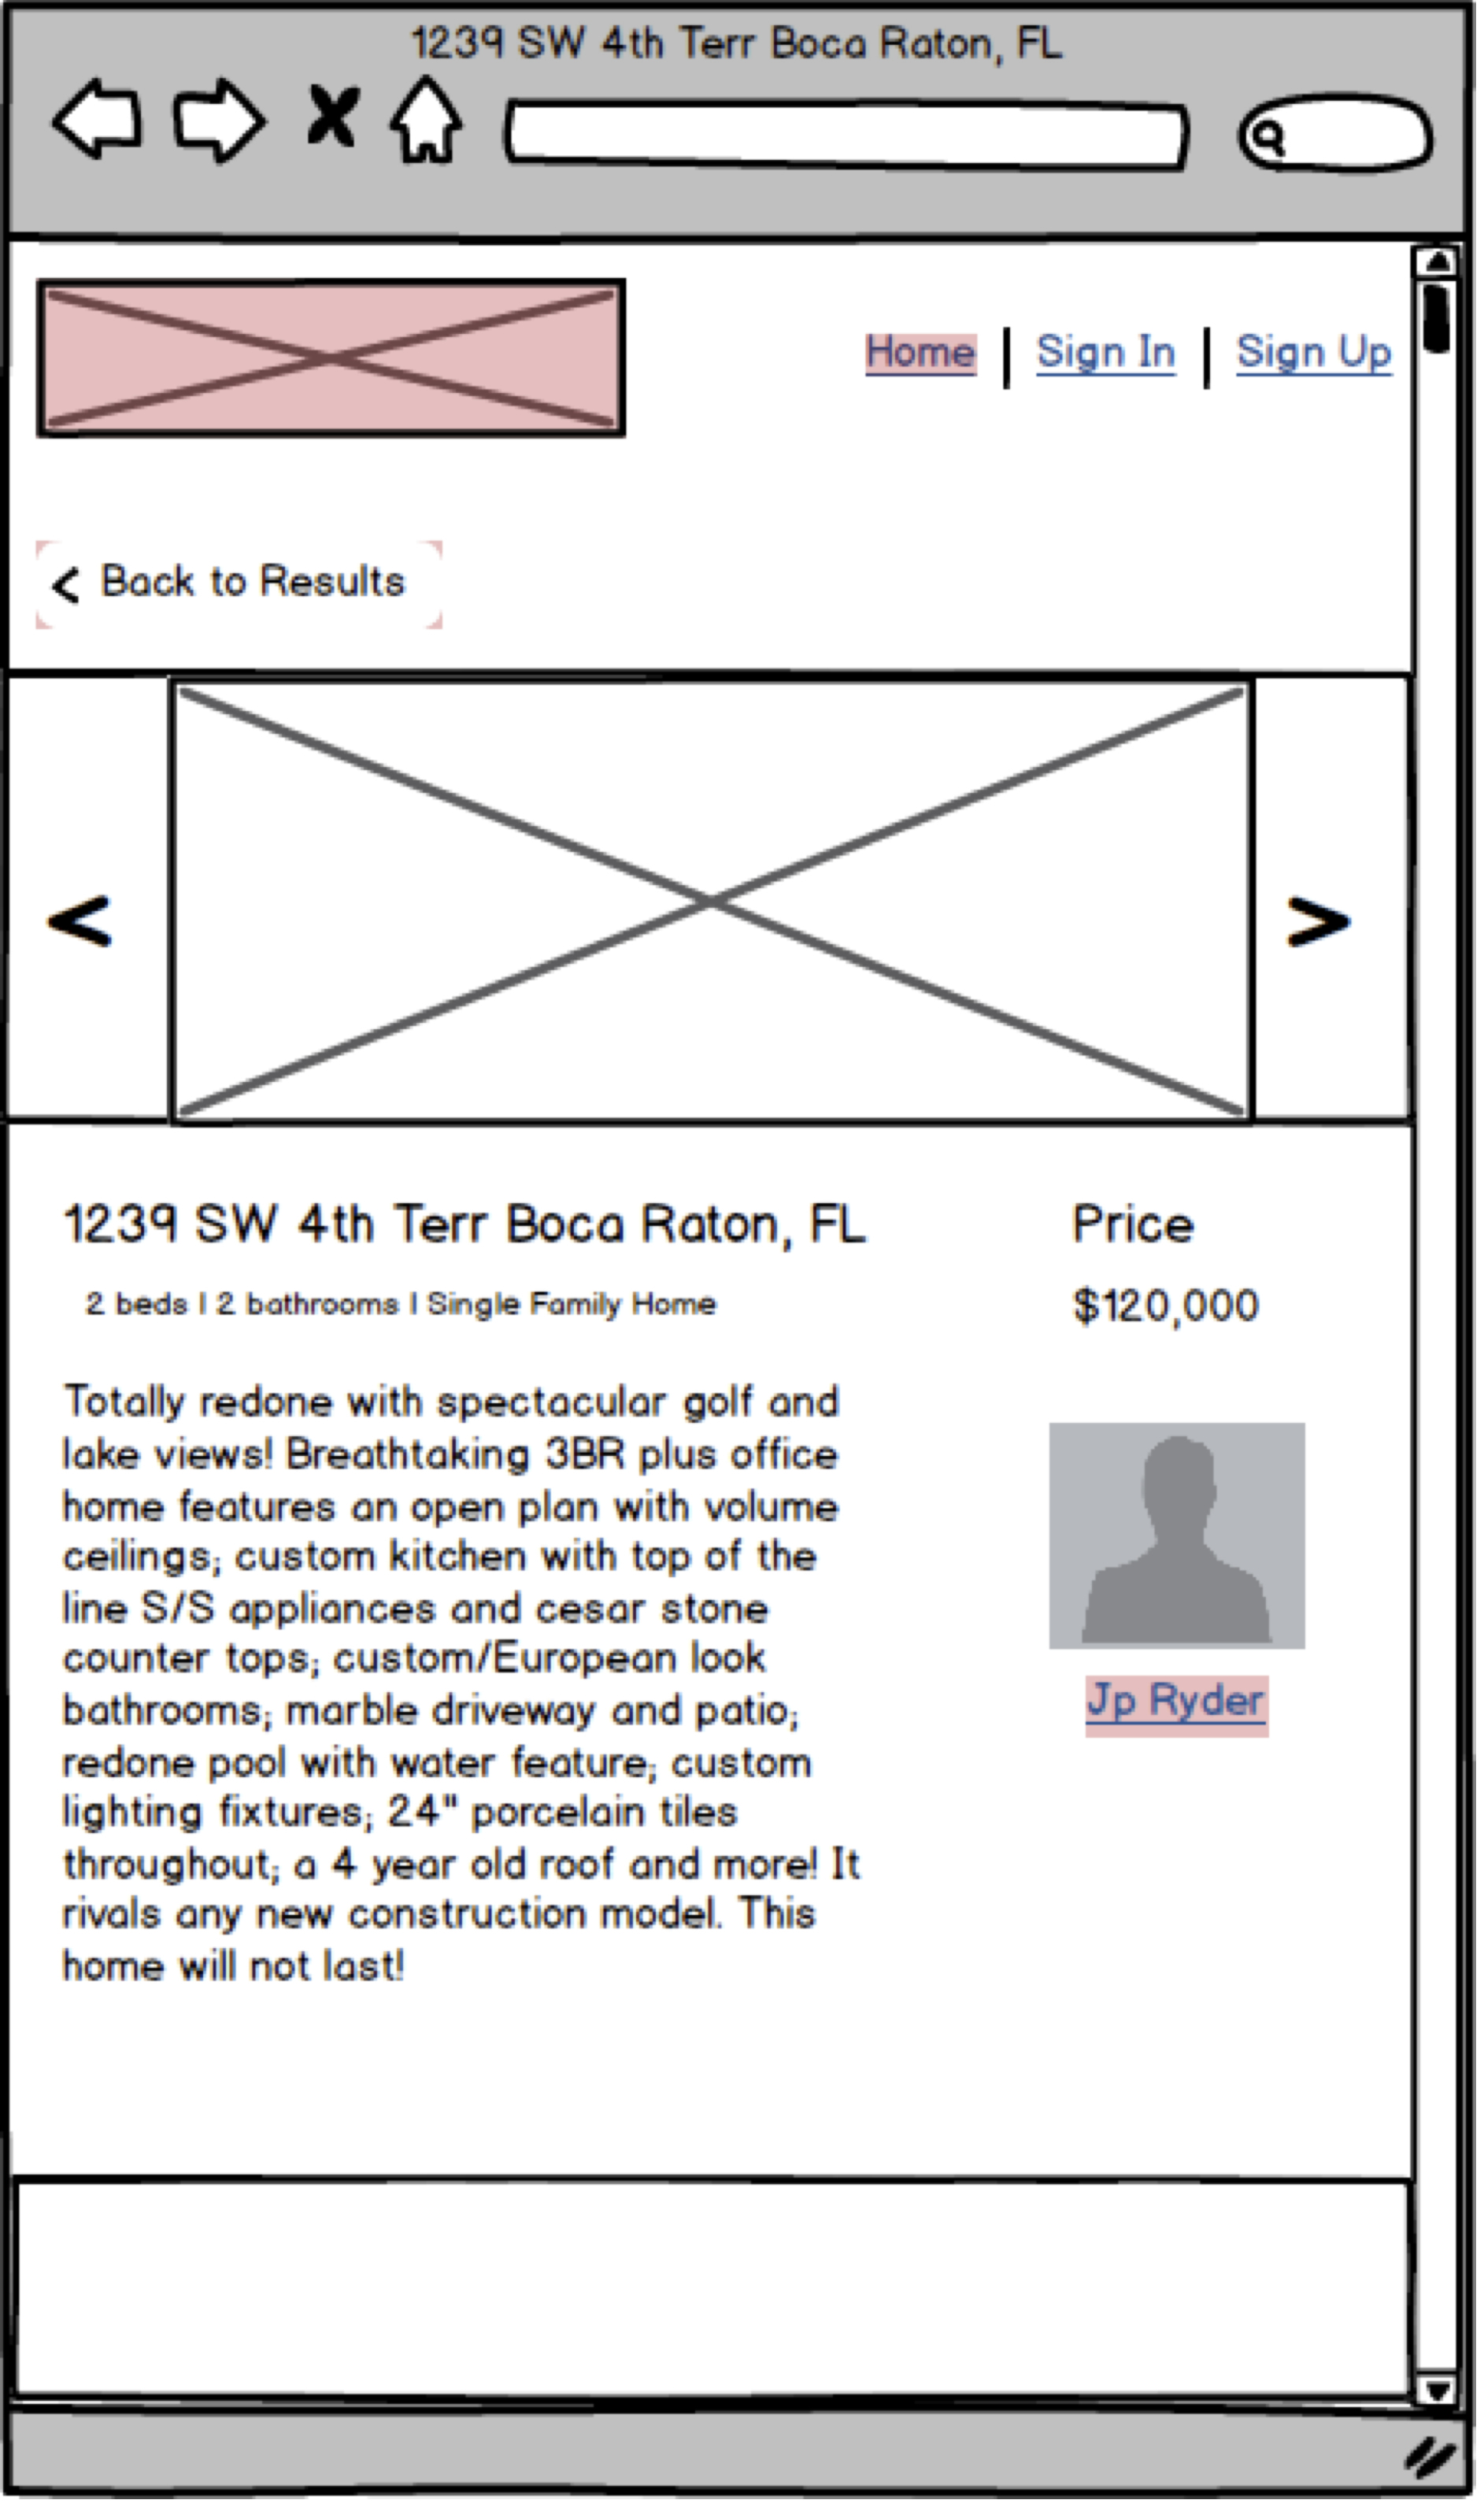 1239 SW 4th Terr Boca Raton, FL
Home | Sign In | Sign Up
< Back to Results
< >
1239 SW 4th Terr Boca Raton, FL
Price
2 beds | 2 bathrooms | Single Family Home
$120,000
Totally redone with spectacular golf and
lake views! Breathtaking 3BR plus office
home features an open plan with volume
ceilings; custom kitchen with top of the
line S/S appliances and cesar stone
counter tops; custom/European look
bathrooms; marble driveway and patio;
redone pool with water feature; custom
lighting fixtures; 24" porcelain tiles
throughout; a 4 year old roof and more! It
rivals any new construction model. This
home will not last!
Jp Ryder